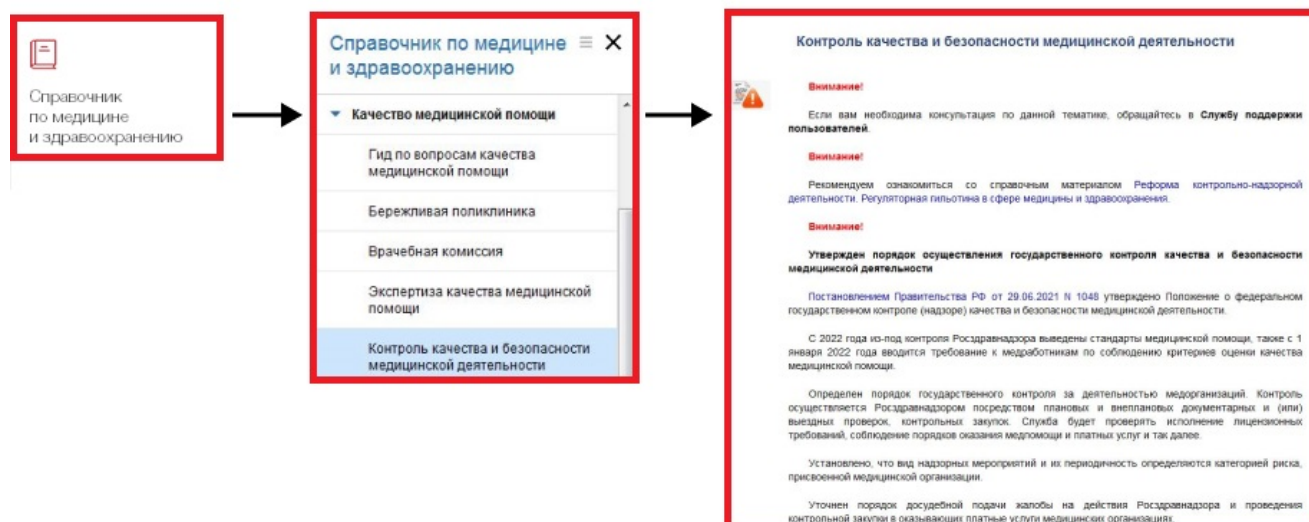 Справочник
по медицине
и здравоохранению
Справочник по медицине
и здравоохранению
Качество медицинской помощи
Гид по вопросам качества
медицинской помощи
Бережливая поликлиника
Врачебная комиссия
Экспертиза качества медицинской
помощи
Контроль качества и безопасности
медицинской деятельности
Контроль качества и безопасности медицинской деятельности
Внимание!
Если вам необходима консультация по данной тематике, обращайтесь в Службу поддержки
пользователей.
Внимание!
Рекомендуем ознакомиться со справочным материалом Реформа контрольно-надзорной
деятельности. Регуляторная гильотина в сфере медицины и здравоохранения.
Внимание!
Утвержден порядок осуществления государственного контроля качества и безопасности
медицинской деятельности
Постановлением Правительства РФ от 29.06.2021 N 1048 утверждено Положение о федеральном
государственном контроле (надзоре) качества и безопасности медицинской деятельности.
С 2022 года из-под контроля Росздравнадзора выведены стандарты медицинской помощи, также с 1
января 2022 года вводится требование к медработникам по соблюдению критериев оценки качества
медицинской помощи.
Определен порядок государственного контроля за деятельностью медорганизаций. Контроль
осуществляется Росздравнадзором посредством плановых и внеплановых документарных и (или)
выездных проверок, контрольных закупок. Служба будет проверять исполнение лицензионных
требований, соблюдение порядков оказания медпомощи и платных услуг и так далее.
Установлено, что вид надзорных мероприятий и их периодичность определяются категорией риска,
присвоенной медицинской организации.
Уточнен порядок досудебной подачи жалобы на действия Росздравнадзора и проведения
контрольной закупки в оказывающих платные услуги медицинских организациях.